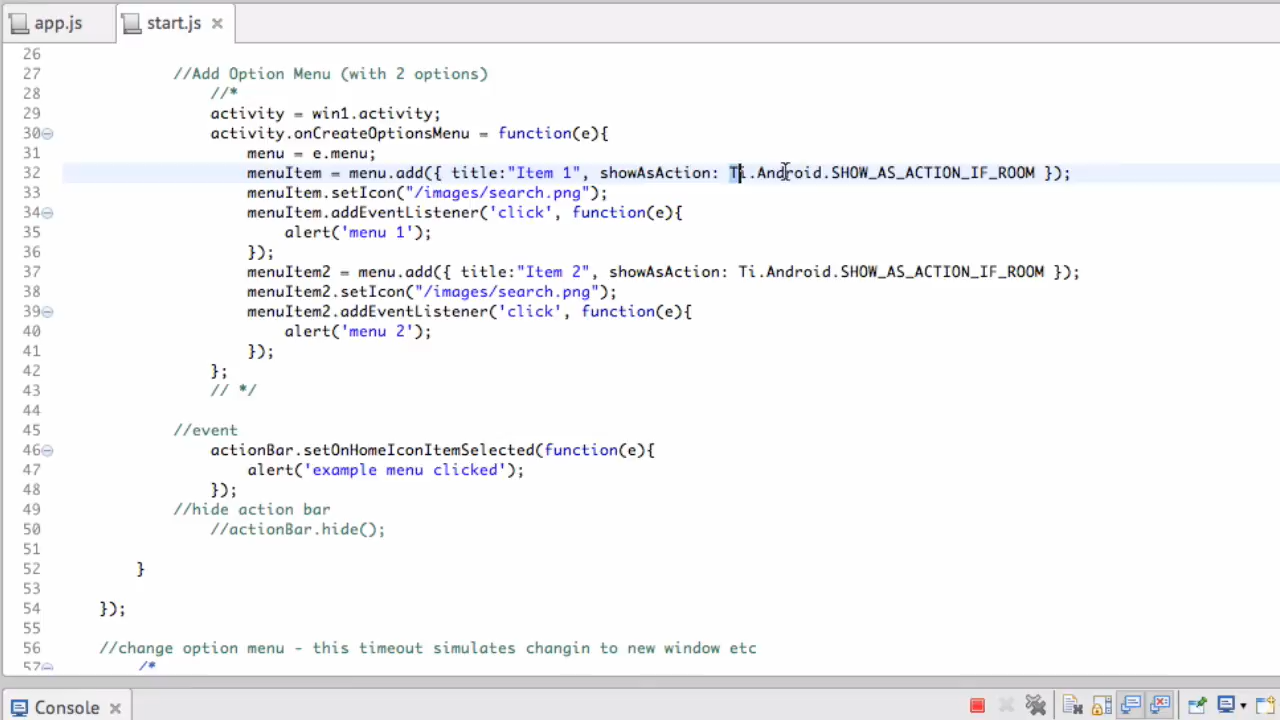 app.js start.js
26
27 //Add Option Menu (with 2 options)
28 //*
29 activity = win1.activity;
30 activity.onCreateOptionsMenu = function(e){
31 menu = e.menu;
32 menuItem = menu.add({ title:"Item 1", showAsAction: Ti.Android.SHOW_AS_ACTION_IF_ROOM });
33 menuItem.setIcon("/images/search.png");
34 menuItem.addEventListener('click', function(e){
35 alert('menu 1');
36 });
37 menuItem2 = menu.add({ title:"Item 2", showAsAction: Ti.Android.SHOW_AS_ACTION_IF_ROOM });
38 menuItem2.setIcon("/images/search.png");
39 menuItem2.addEventListener('click', function(e){
40 alert('menu 2');
41 });
42 };
43 // */
44
45 //event
46 actionBar.setOnHomeIconItemSelected(function(e){
47 alert('example menu clicked');
48 });
49 //hide action bar
50 //actionBar.hide();
51
52 }
53
54 });
55
56 //change option menu - this timeout simulates changin to new window etc
57 /*
Console